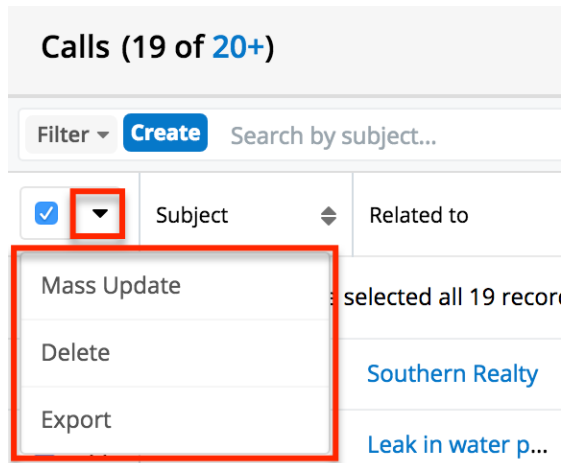 Calls (19 of 20+)
Filter Create Search by subject...
Subject Related to
Mass Update
selected all 19
Delete
Southern Realty
Export
Leak in water p...